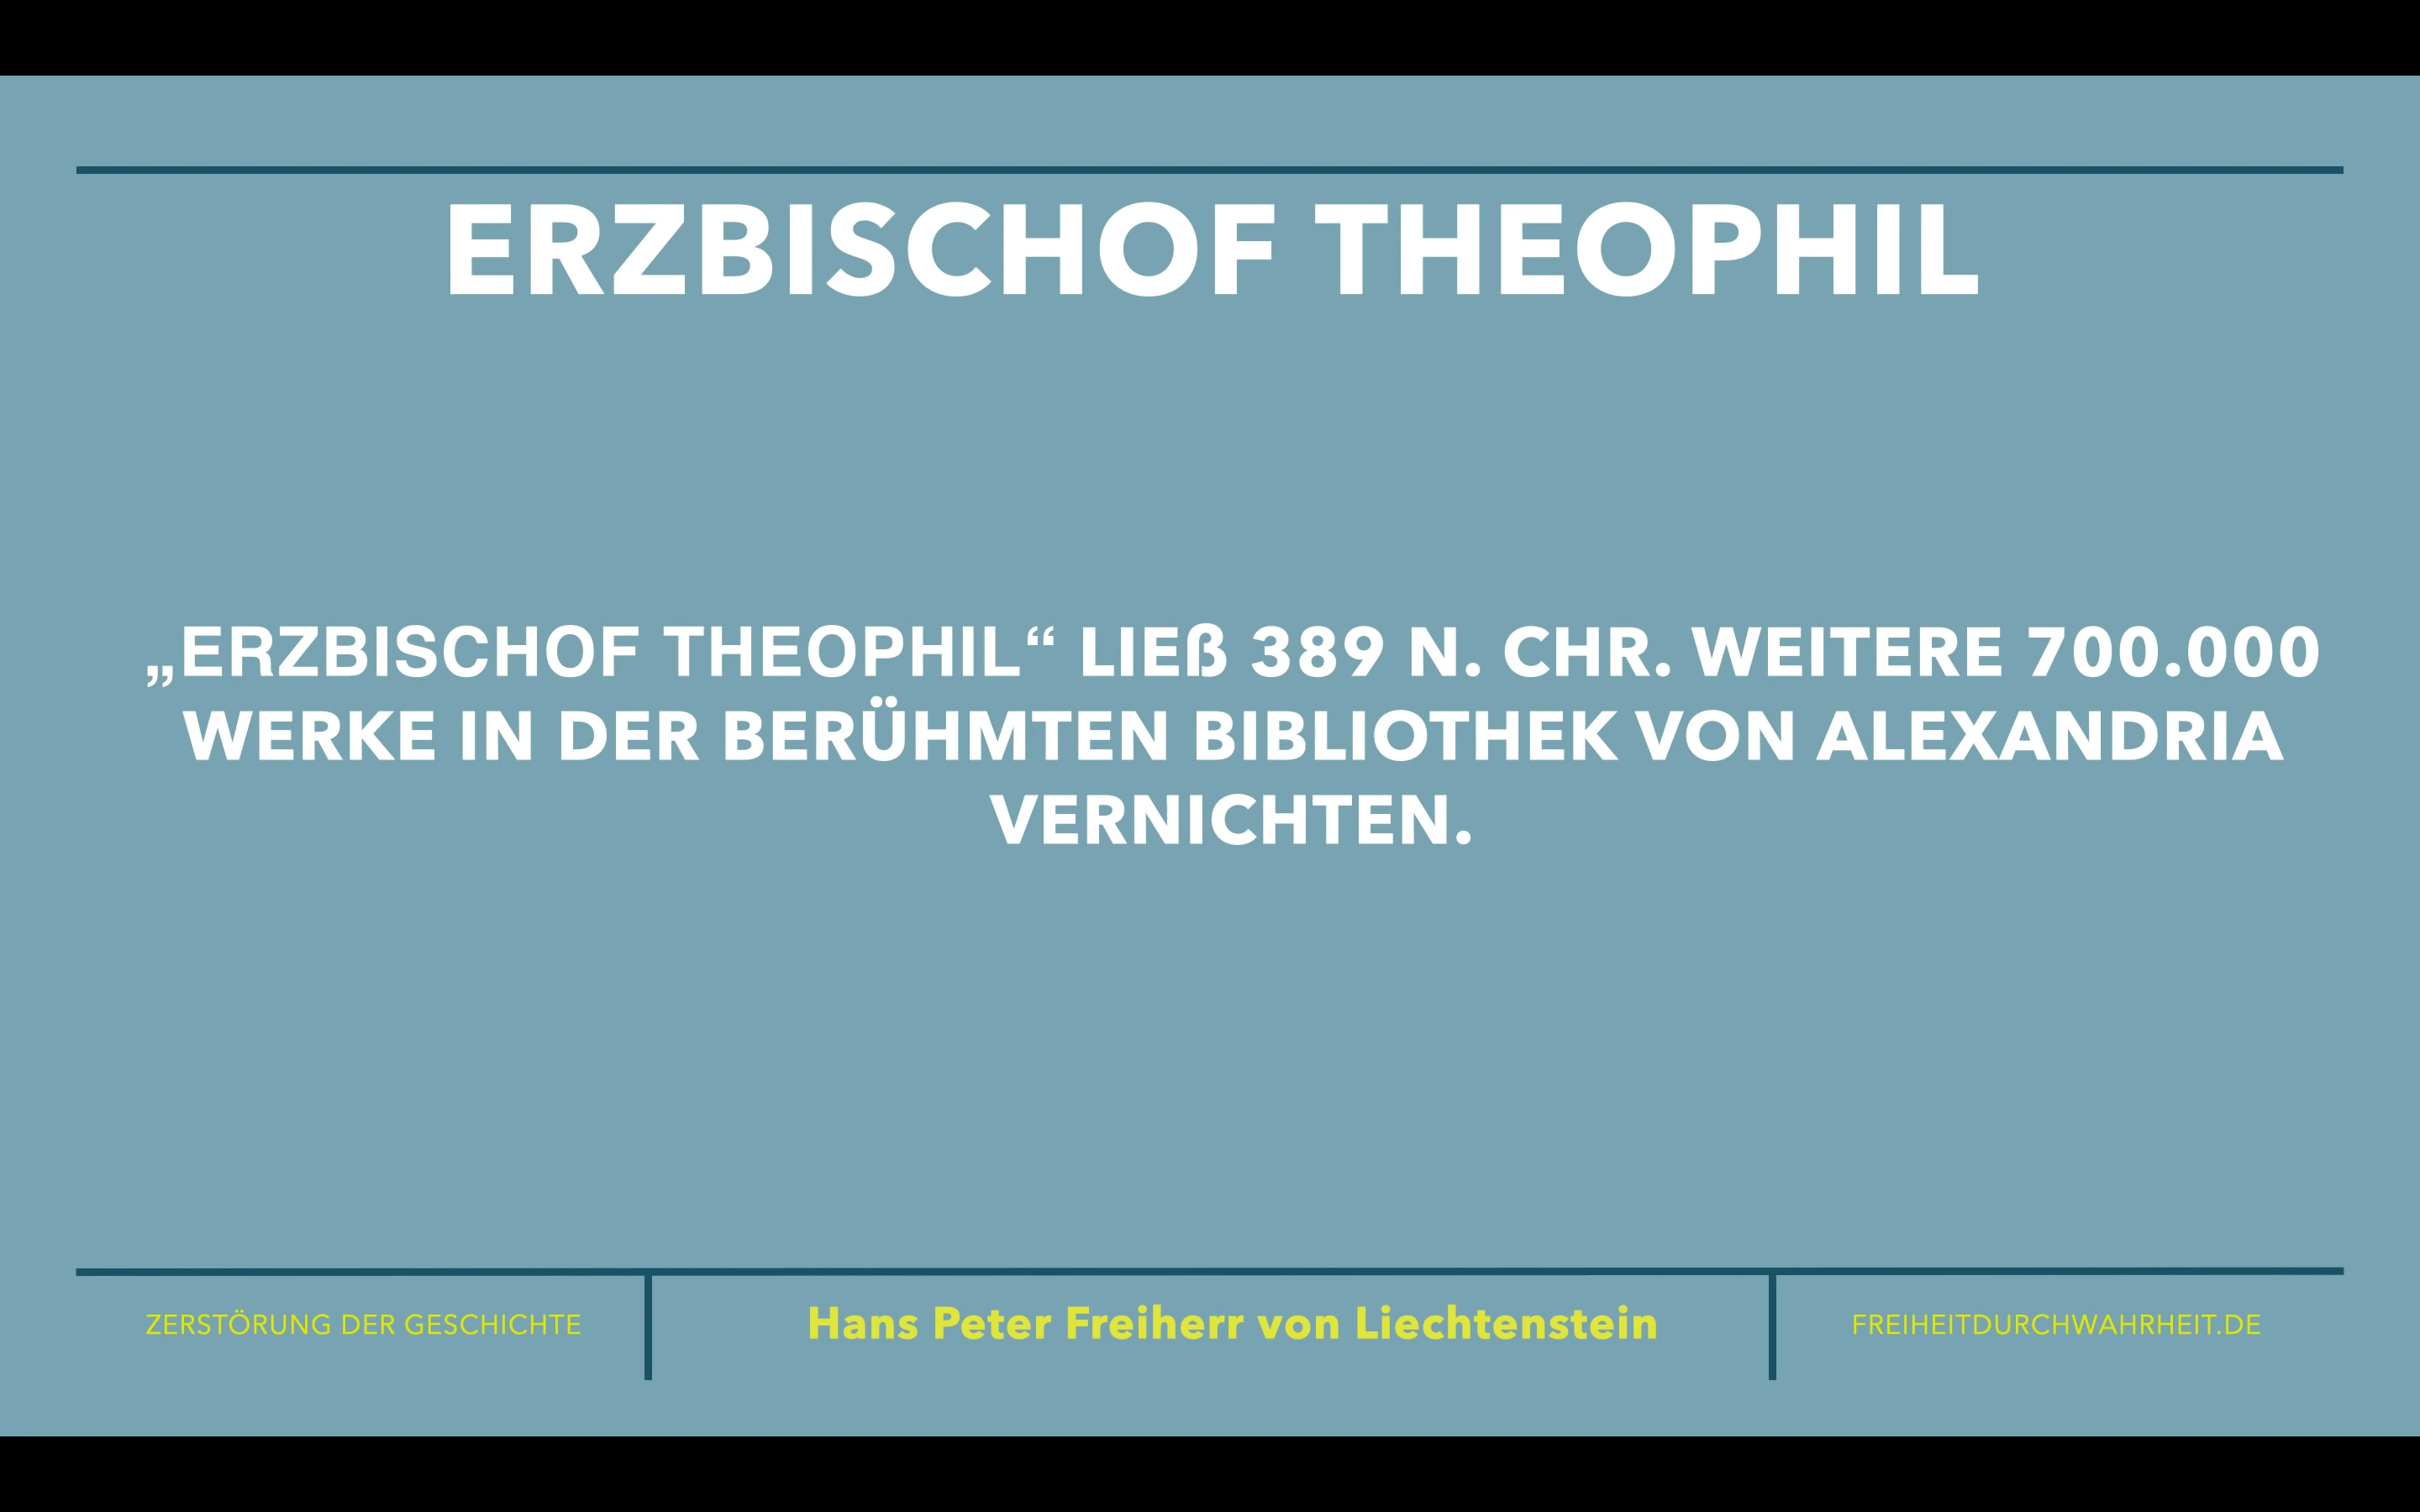 ERZBISCHOF THEOPHIL
„ERZBISCHOF THEOPHIL“ LIEß 389 N. CHR. WEITERE 700.000
WERKE IN DER BERÜHMTEN BIBLIOTHEK VON ALEXANDRIA
VERNICHTEN.
ZERSTÖRUNG DER GESCHICHTE
Hans Peter Freiherr von Liechtenstein
FREIHEITDURCHWAHRHEIT.DE